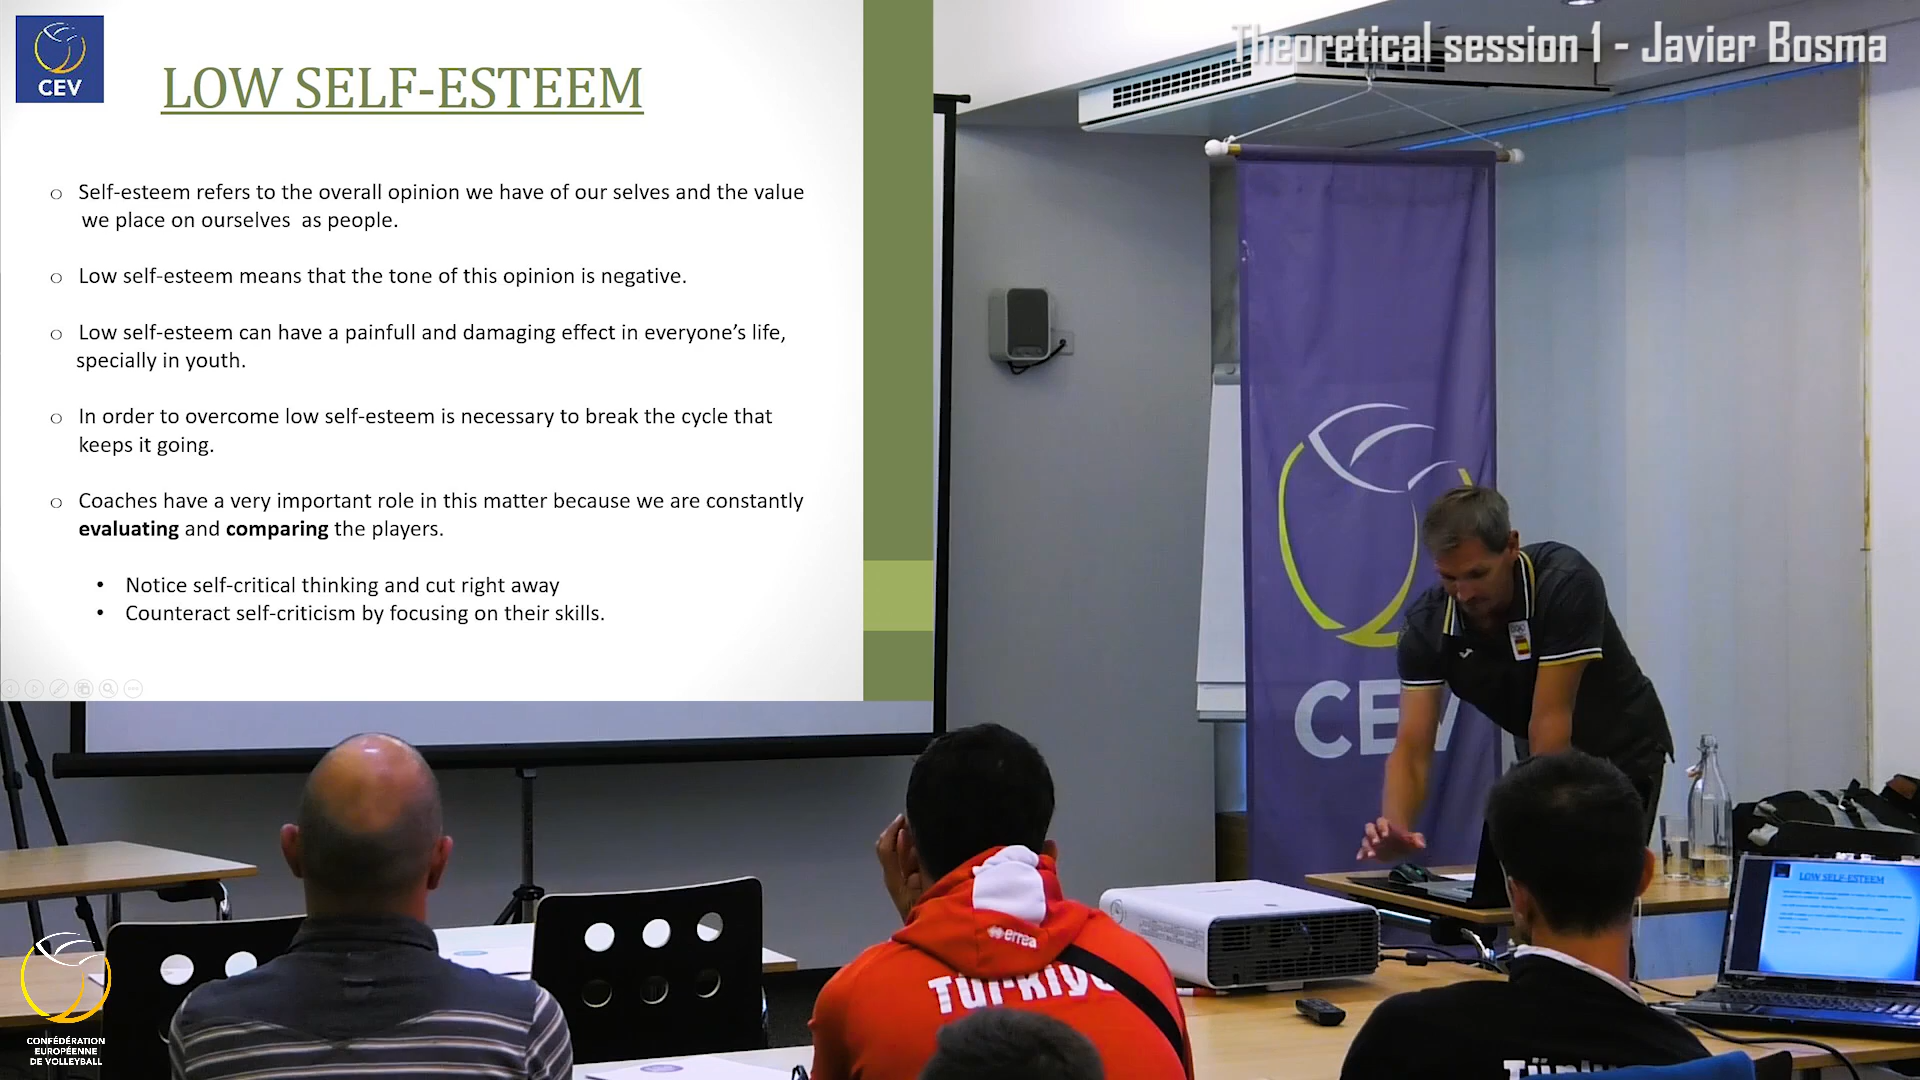 Theoretical session 1 - Javier Bosma
CEV
LOW SELF-ESTEEM
Self-esteem refers to the overall opinion we have of our selves and the value
we place on ourselves as people.
Low self-esteem means that the tone of this opinion is negative.
Low self-esteem can have a painfull and damaging effect in everyone's life,
specially in youth.
In order to overcome low self-esteem is necessary to break the cycle that
keeps it going.
Coaches have a very important role in this matter because we are constantly
evaluating and comparing the players.
• Notice self-critical thinking and cut right away
• Counteract self-criticism by focusing on their skills.
CEV
LOW SELF-ESTEEM
errea
Türkiye
CONFÉDÉRATION
EUROPÉENNE
DE VOLLEYBALL